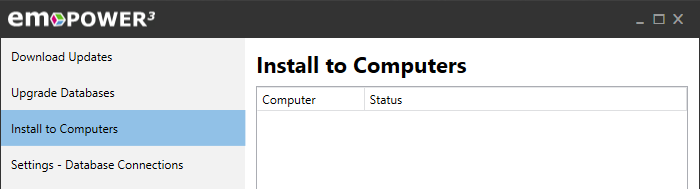 emPOWER³
Download Updates
Upgrade Databases
Install to Computers
Settings - Database Connections
Install to Computers
Computer Status